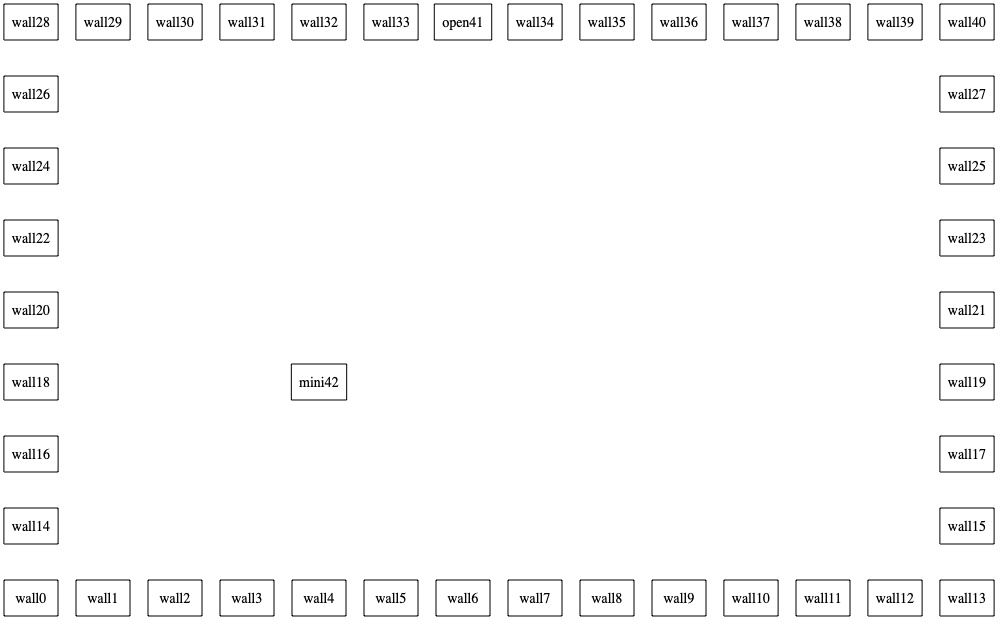 wall28 wall29 wall30 wall31 wall32 wall33 open41 wall34 wall35 wall36 wall37 wall38 wall39 wall40
wall26 wall27
wall24 wall25
wall22 wall23
wall20 wall21
wall18 mini42 wall19
wall16 wall17
wall14 wall15
wall0 wall1 wall2 wall3 wall4 wall5 wall6 wall7 wall8 wall9 wall10 wall11 wall12 wall13